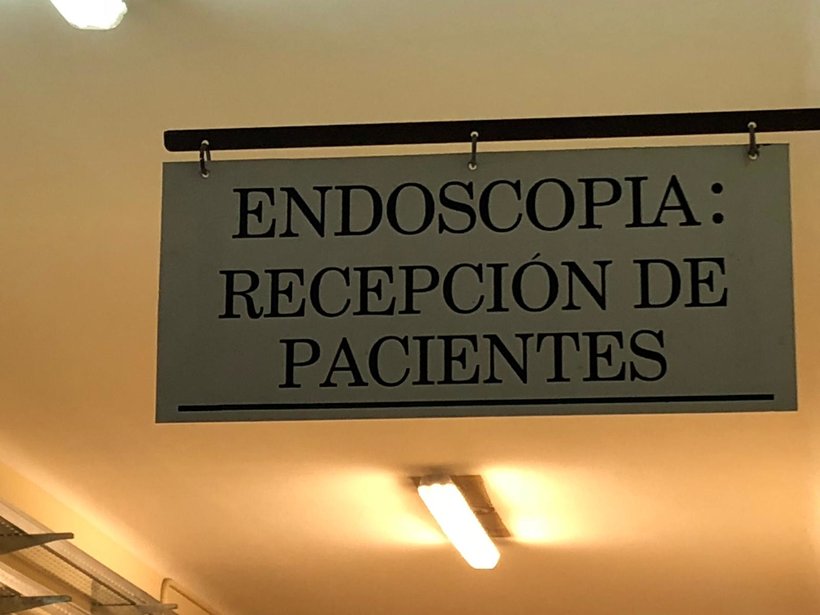 ENDOSCOPIA:
RECEPCIÓN DE
PACIENTES